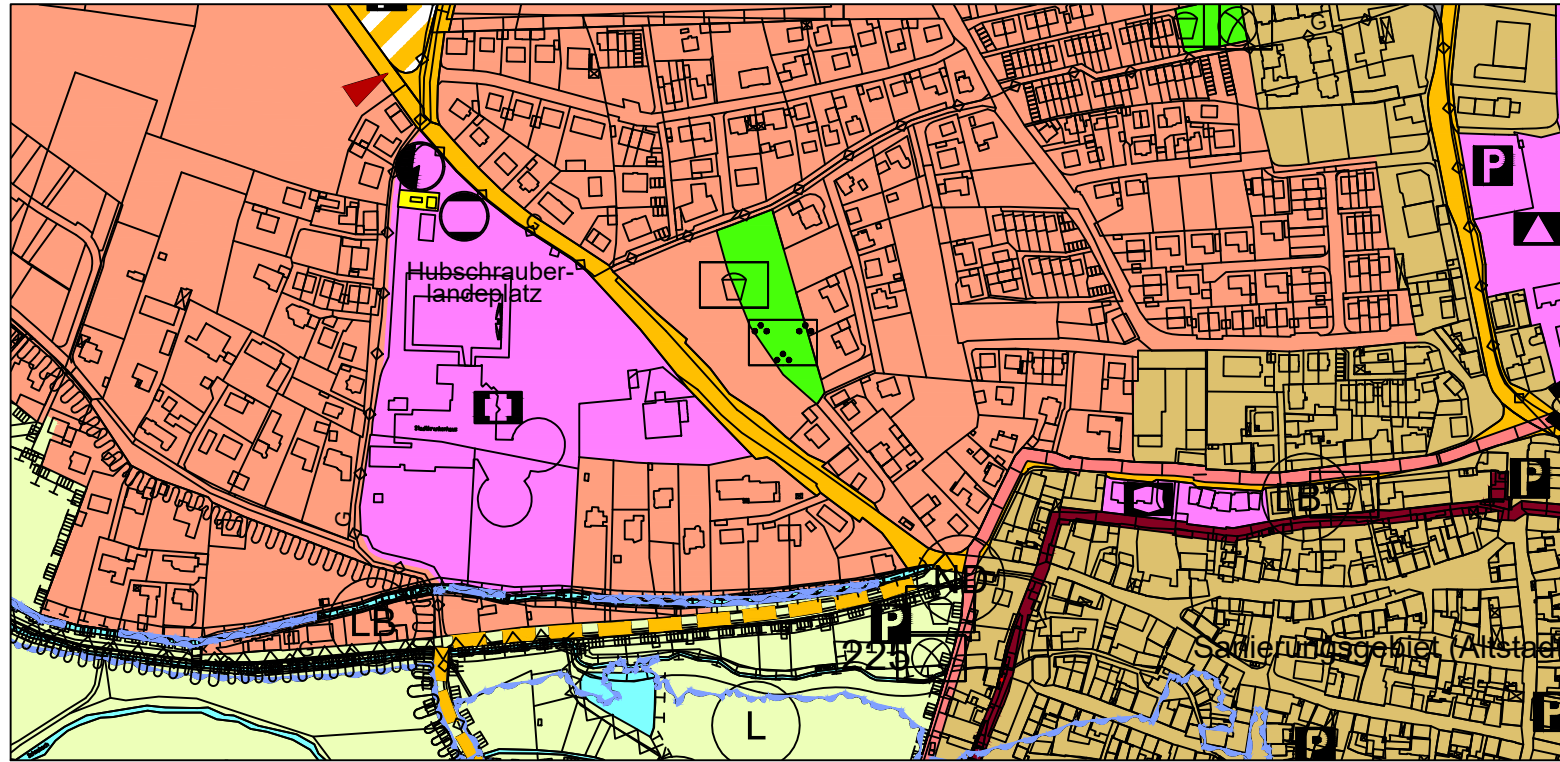 G
P
G
Hubschrauber-
landeplatz
P
LB
G
ND
LB
P
225
Sanierungsgebiet "Altstad
L
P
P